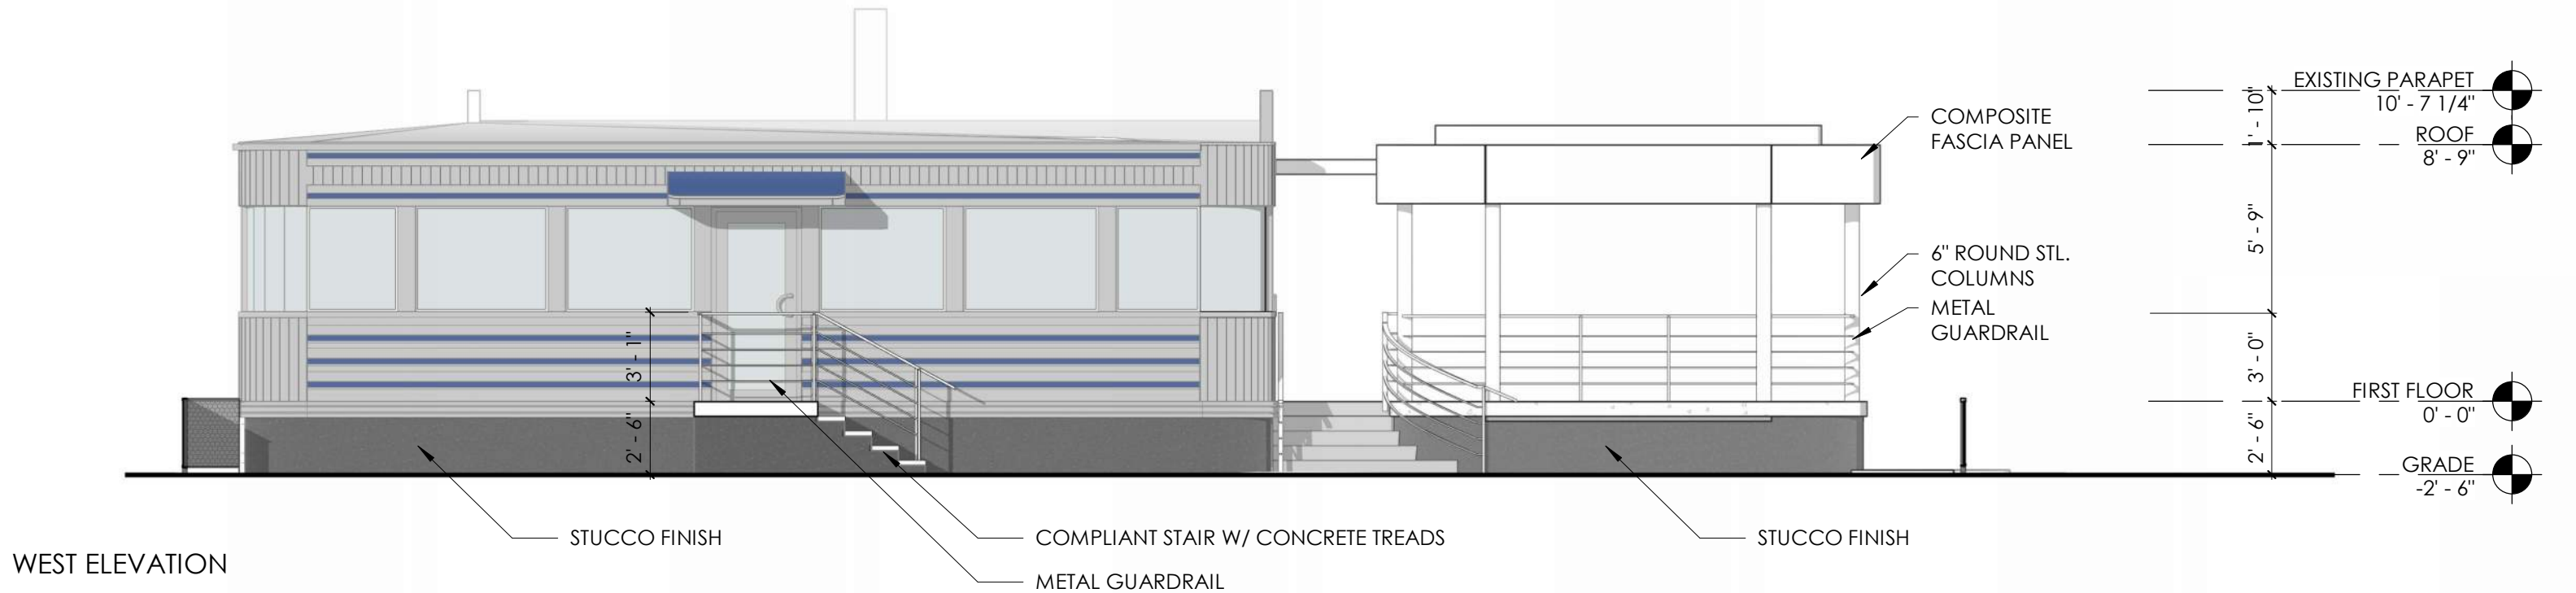 EXISTING PARAPET
10' - 7 1/4"
ROOF
8' - 9"
COMPOSITE
FASCIA PANEL
1' - 10"
5' - 9"
6" ROUND STL.
COLUMNS
METAL
GUARDRAIL
3' - 1"
3' - 0"
FIRST FLOOR
0' - 0"
2' - 6"
2' - 6"
GRADE
-2' - 6"
STUCCO FINISH
COMPLIANT STAIR W/ CONCRETE TREADS
STUCCO FINISH
METAL GUARDRAIL
WEST ELEVATION